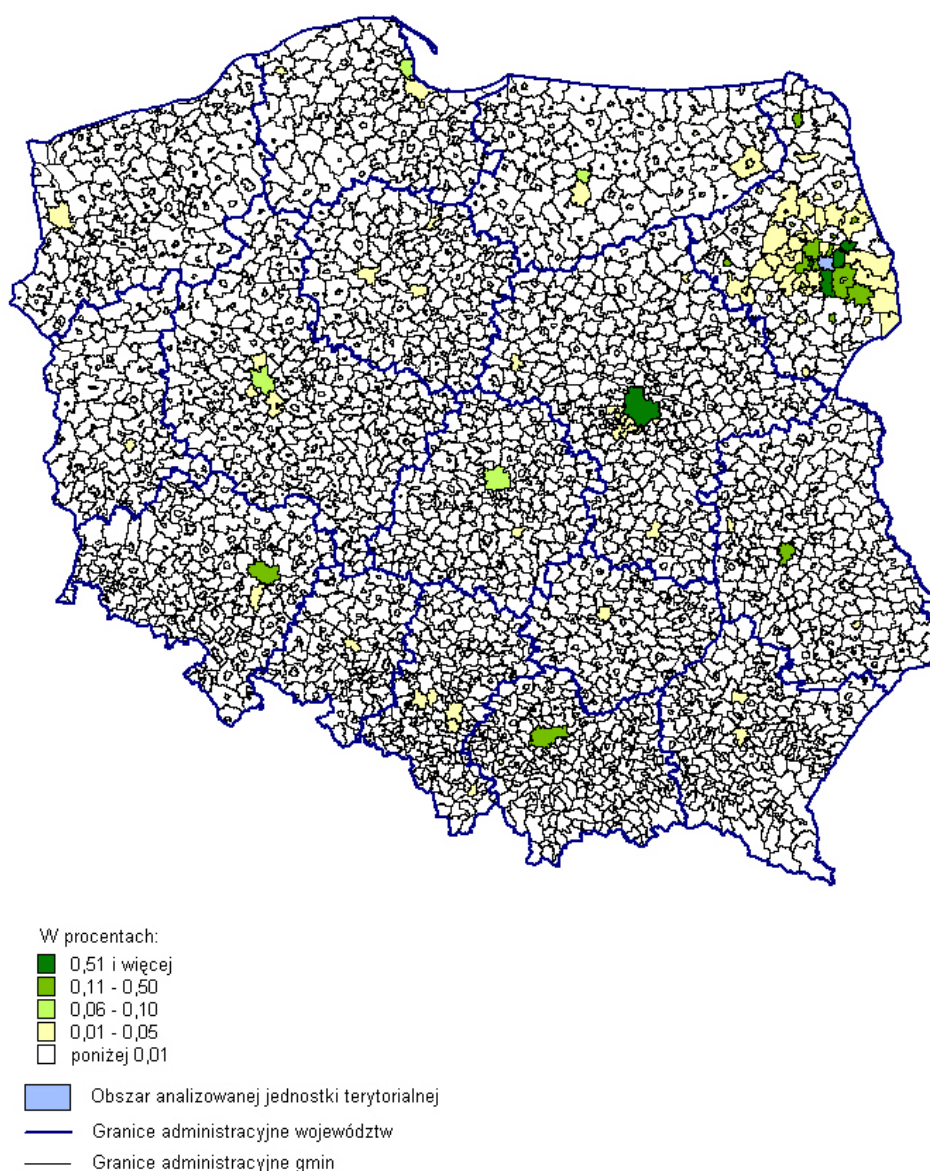 W procentach:
0,51 i więcej
0,11 - 0,50
0,06 - 0,10
0,01 - 0,05
poniżej 0,01
Obszar analizowanej jednostki terytorialnej
Granice administracyjne województw
Granice administracyjne gmin